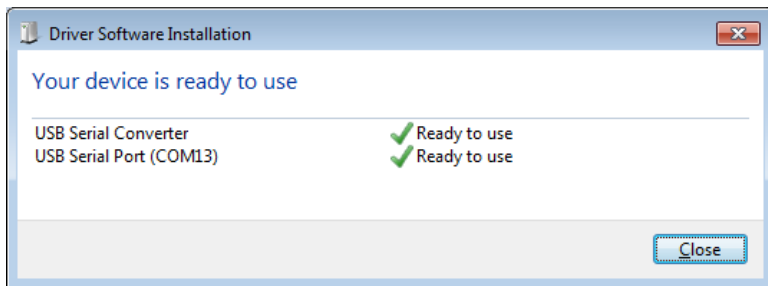 Driver Software Installation
Your device is ready to use
USB Serial Converter Ready to use
USB Serial Port (COM13) Ready to use
Close